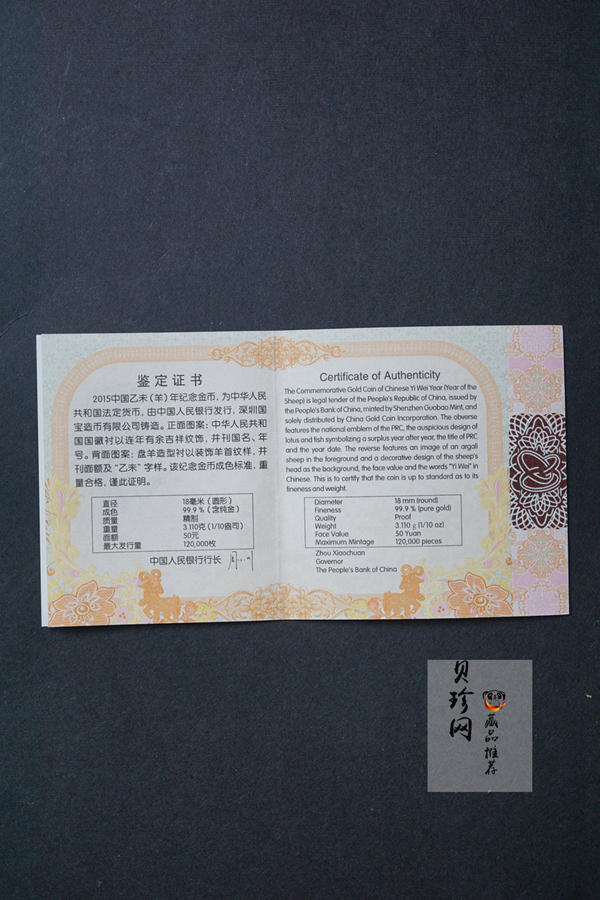 鉴定证书
2015中国乙未(羊)年纪念金币,为中华人民
共和国法定货币,由中国人民银行发行,深圳国
宝造币有限公司铸造。正面图案:中华人民共和
国国徽衬以连年有余吉祥纹饰,并刊国名、年
号。背面图案:盘羊造型衬以装饰羊首纹样,并
刊面额及“乙未”字样。该纪念金币成色标准,重
量合格,谨此证明。
直径 18毫米(圆形)
成色 99.9%(含纯金)
质量 精制
重量 3.110克(1/10盎司)
面额 50元
最大发行量 120,000枚
中国人民银行行长
Certificate of Authenticity
The Commemorative Gold Coin of Chinese Yi Wei Year (Year of the
Sheep) is legal tender of the People's Republic of China, issued by
the People's Bank of China, minted by Shenzhen Guobao Mint, and
solely distributed by China Gold Coin Incorporation. The obverse
features the national emblem of the PRC, the auspicious design of
lotus and fish symbolizing a surplus year after year, the title of PRC
and the year date. The reverse features an image of an argali
sheep in the foreground and a decorative design of the sheep's
head as the background, the face value and the words "Yi Wei" in
Chinese. This is to certify that the coin is up to standard as to its
fineness and weight.
Diameter 18 mm (round)
Fineness 99.9 % (pure gold)
Quality Proof
Weight 3.110 g (1/10 oz)
Face Value 50 Yuan
Maximum Mintage 120,000 pieces
Zhou Xiaochuan
Governor
The People's Bank of China
贝珍网
藏品推荐